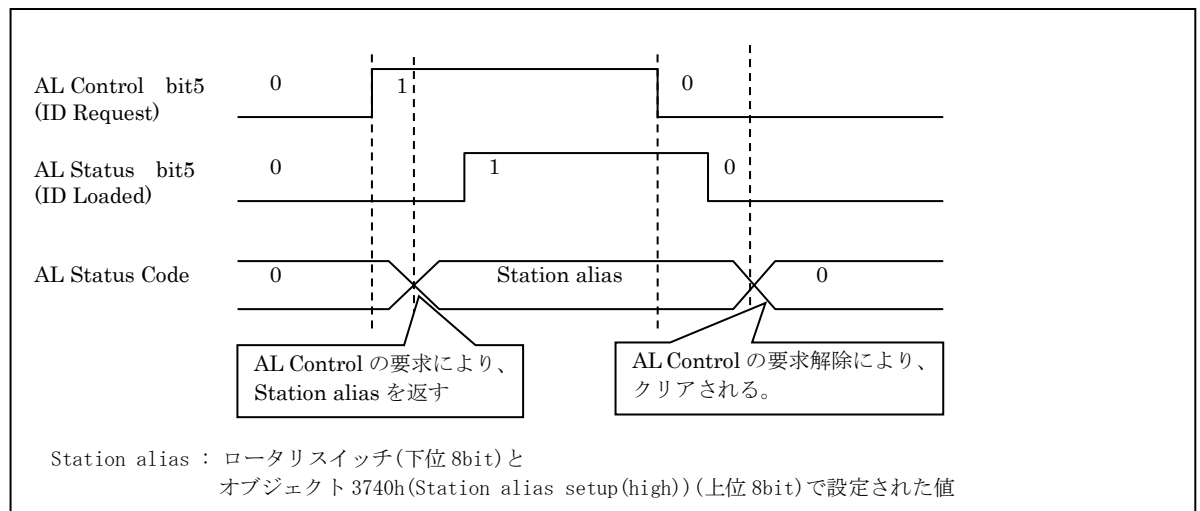 AL Control bit5 0 1 0
(ID Request)
AL Status bit5 0 1 0
(ID Loaded)
AL Status Code 0 Station alias 0
AL Control の要求により、
Station alias を返す
AL Control の要求解除により、
クリアされる。
Station alias : ロータリスイッチ(下位 8bit)と
オブジェクト 3740h(Station alias setup(high))(上位 8bit)で設定された値